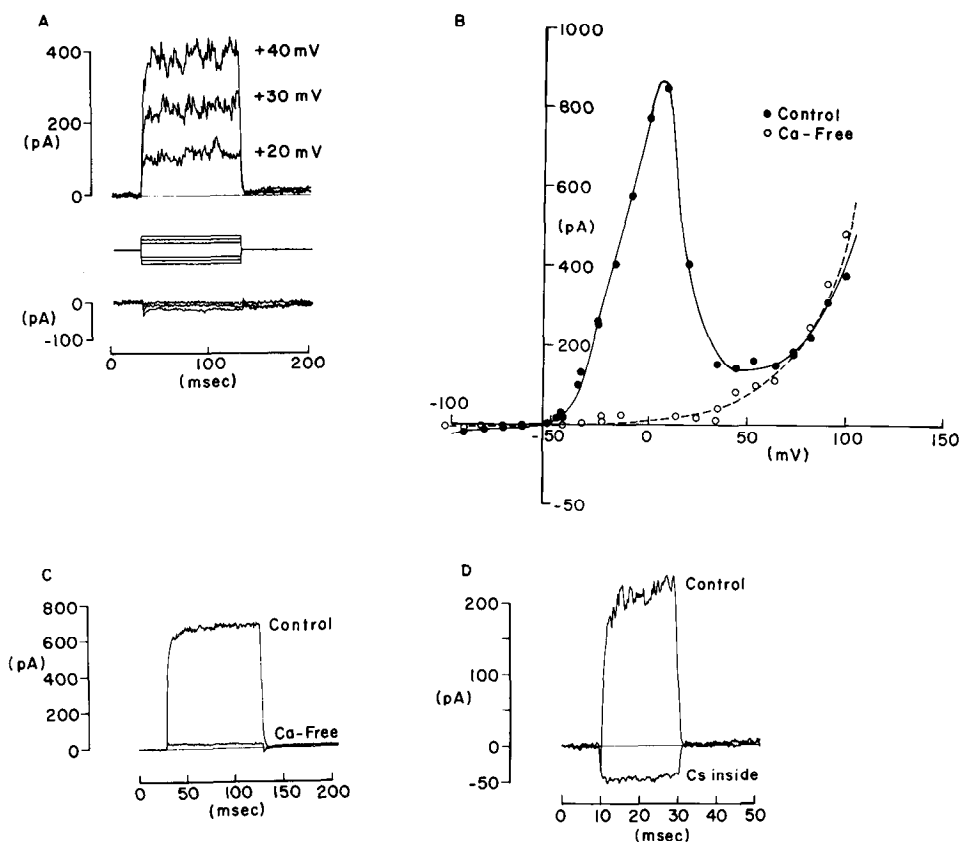 A
400
200
(pA)
0
+40 mV
+30 mV
+20 mV
0
(pA)
-100
0
100
200
(msec)
B
1000
800
600
(pA)
400
200
-50
-100
-50
0
50
100
150
(mV)
● Control
○ Ca-Free
C
800
600
(pA)
400
200
0
Control
Ca-Free
0
50
100
150
200
(msec)
D
200
100
(pA)
0
-50
Control
Cs inside
0
10
20
30
40
50
(msec)